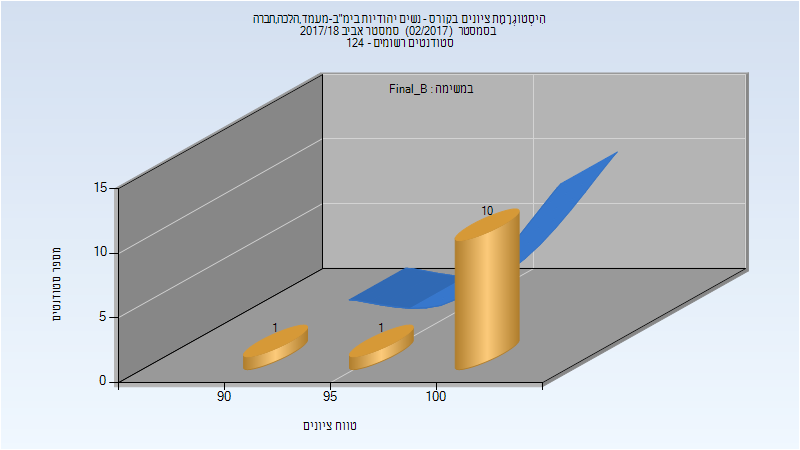 היסטוגרמת ציונים בקורס - נשים יהודיות בימ"ב-מעמד,הלכה,חברה
בסמסטר (02/2017) סמסטר אביב 2017/18
סטודנטים רשומים - 124
במשימה : Final_B
15
10
5
0
מספר סטודנטים
10
1
1
90
95
100
טווח ציונים